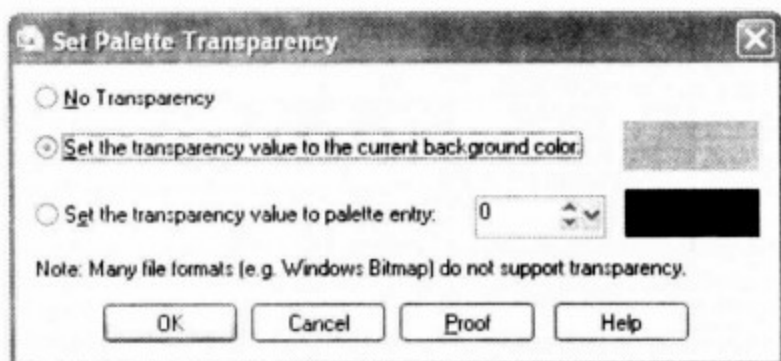 Set Palette Transparency
No Transparency
Set the transparency value to the current background color.
Set the transparency value to palette entry: 0
Note: Many file formats (e.g. Windows Bitmap) do not support transparency.
OK Cancel Proof Help